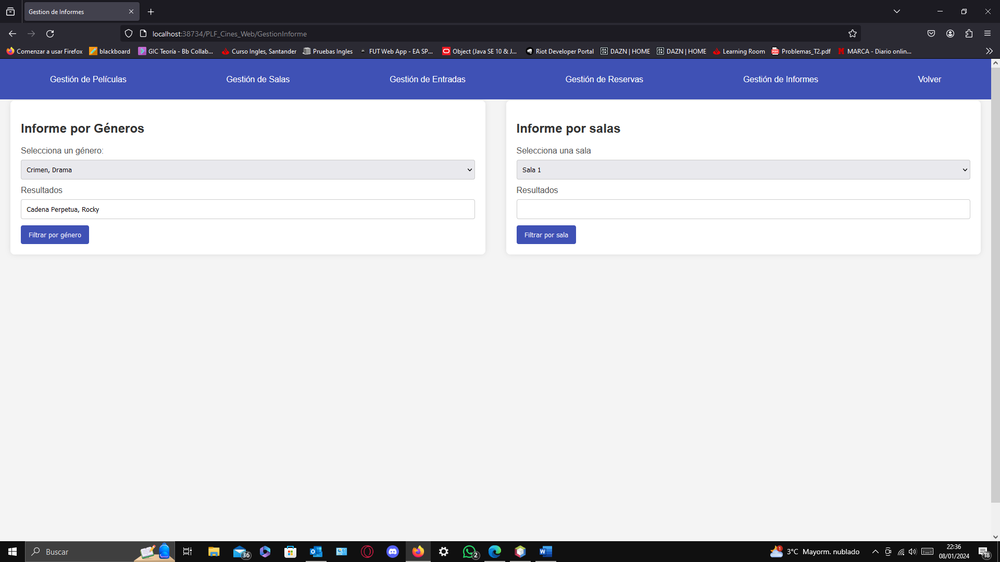 Gestion de Informes
localhost:38734/PLF_Cines_Web/GestionInforme
Comenzar a usar Firefox
blackboard
GIC Teoría - Bb Collab...
Curso Ingles, Santander
Pruebas Ingles
FUT Web App - EA SP...
Object (Java SE 10 & J...
Riot Developer Portal
DAZN | HOME
DAZN | HOME
Learning Room
Problemas_T2.pdf
MARCA - Diario onlin...
Gestión de Películas
Gestión de Salas
Gestión de Entradas
Gestión de Reservas
Gestión de Informes
Volver
Informe por Géneros
Selecciona un género:
Crimen, Drama
Resultados
Cadena Perpetua, Rocky
Filtrar por género
Informe por salas
Selecciona una sala
Sala 1
Resultados
Filtrar por sala
Buscar
36
2
1
3°C Mayorm. nublado
22:36
08/01/2024
18